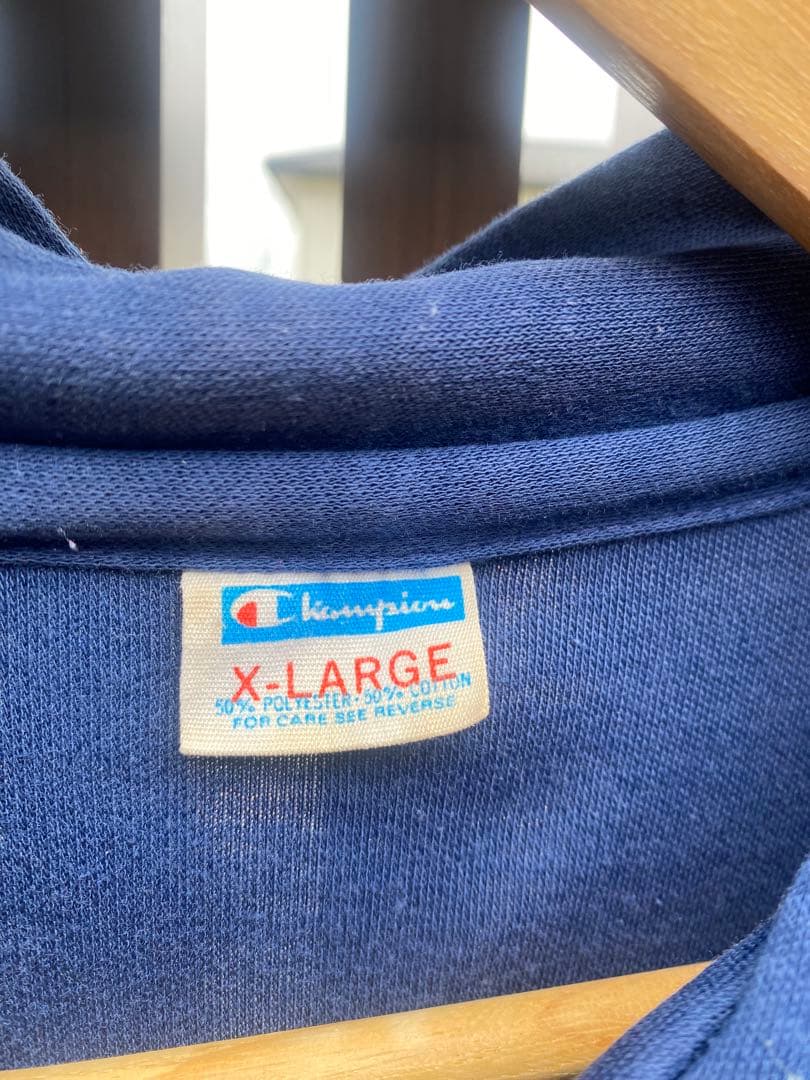 Champion
X-LARGE
50% POLYESTER·50% COTTON
FOR CARE SEE REVERSE